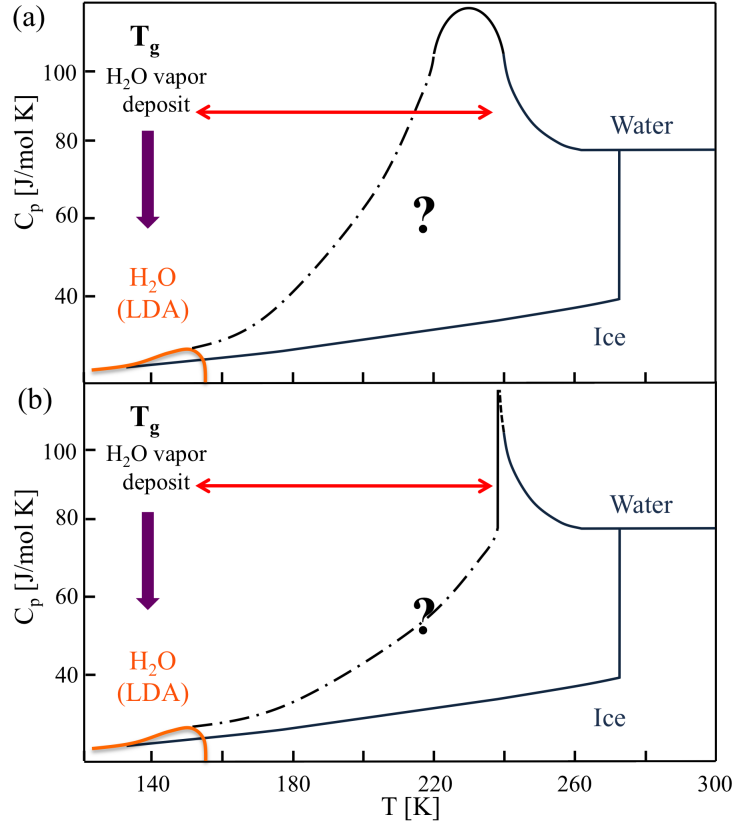 (a)
T_g
H₂O vapor
deposit
H₂O
(LDA)
?
Water
Ice
C_p [J/mol K]
100
80
60
40
(b)
T_g
H₂O vapor
deposit
H₂O
(LDA)
?
Water
Ice
C_p [J/mol K]
100
80
60
40
140
180
220
260
300
T [K]